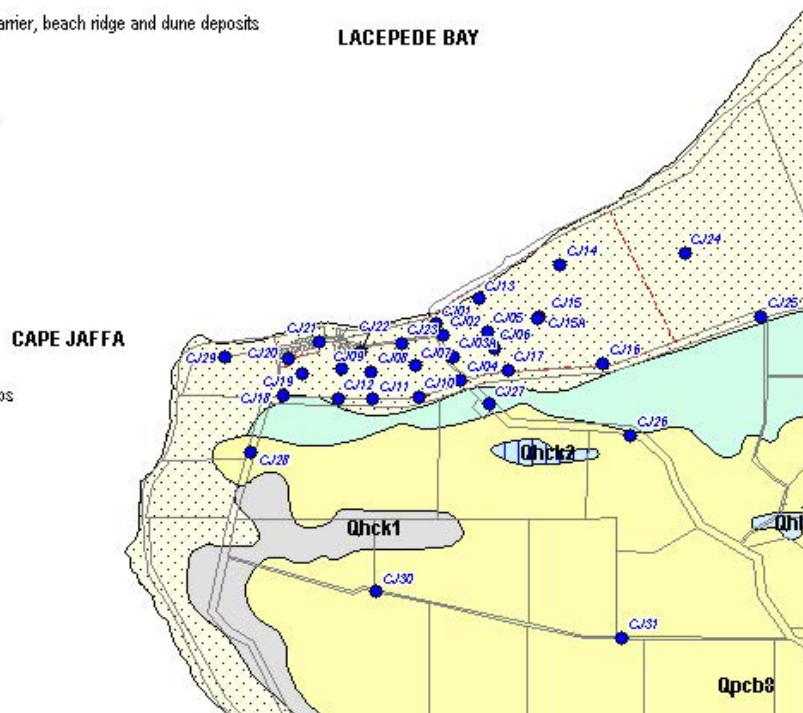 arrier, beach ridge and dune deposits
LACEPEDE BAY
CJ24
CJ14
CJ13
CJ15
CJ25
CJ01
CJ15A
CJ21
CJ22
CJ23
CJ02
CJ05
CAPE JAFFA
CJ06
CJ03A
CJ29
CJ20
CJ09
CJ08
CJ07
CJ17
CJ16
CJ04
CJ19
CJ12
CJ11
CJ10
ps
CJ18
CJ27
CJ26
CJ28
Qhck2
Qhck1
CJ30
CJ31
Qpcb8